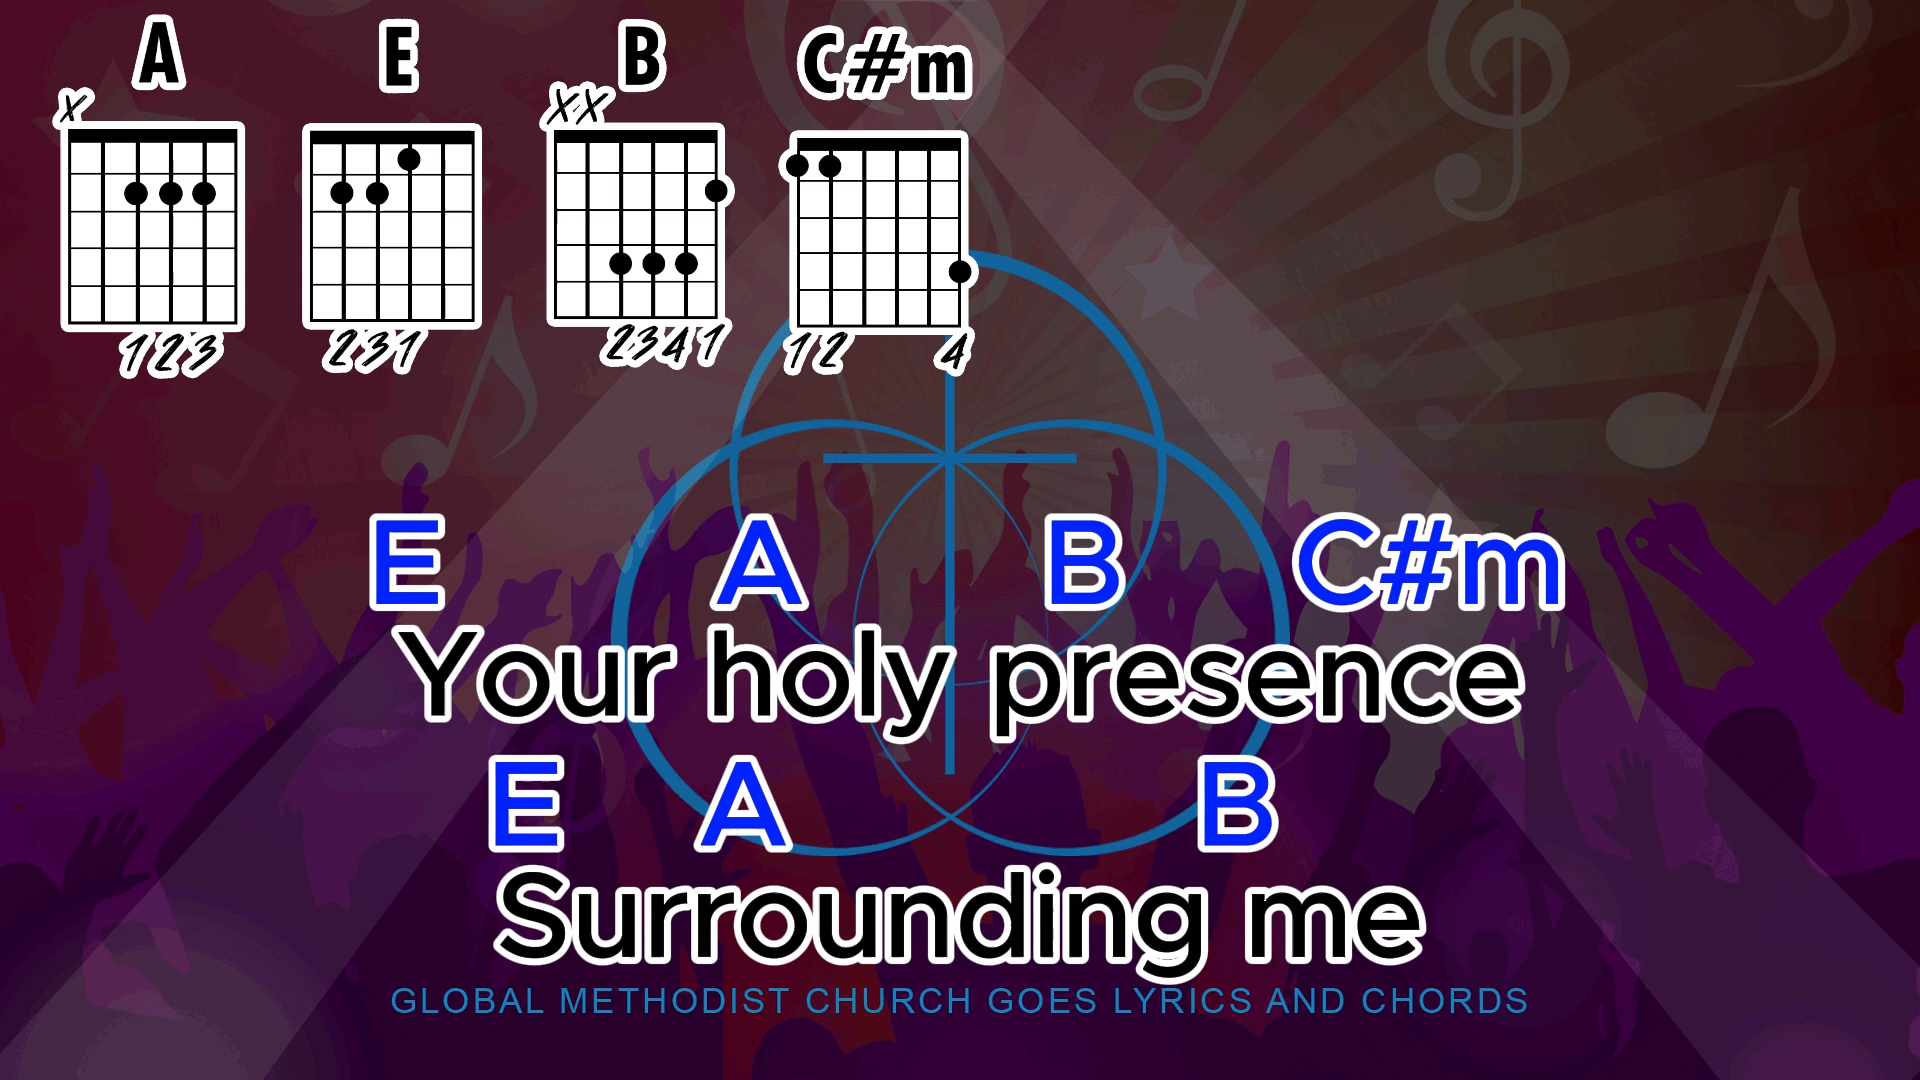 A E B C#m
x xx
123 231 2341 12 4
E A B C#m
Your holy presence
E A B
Surrounding me
GLOBAL METHODIST CHURCH GOES LYRICS AND CHORDS